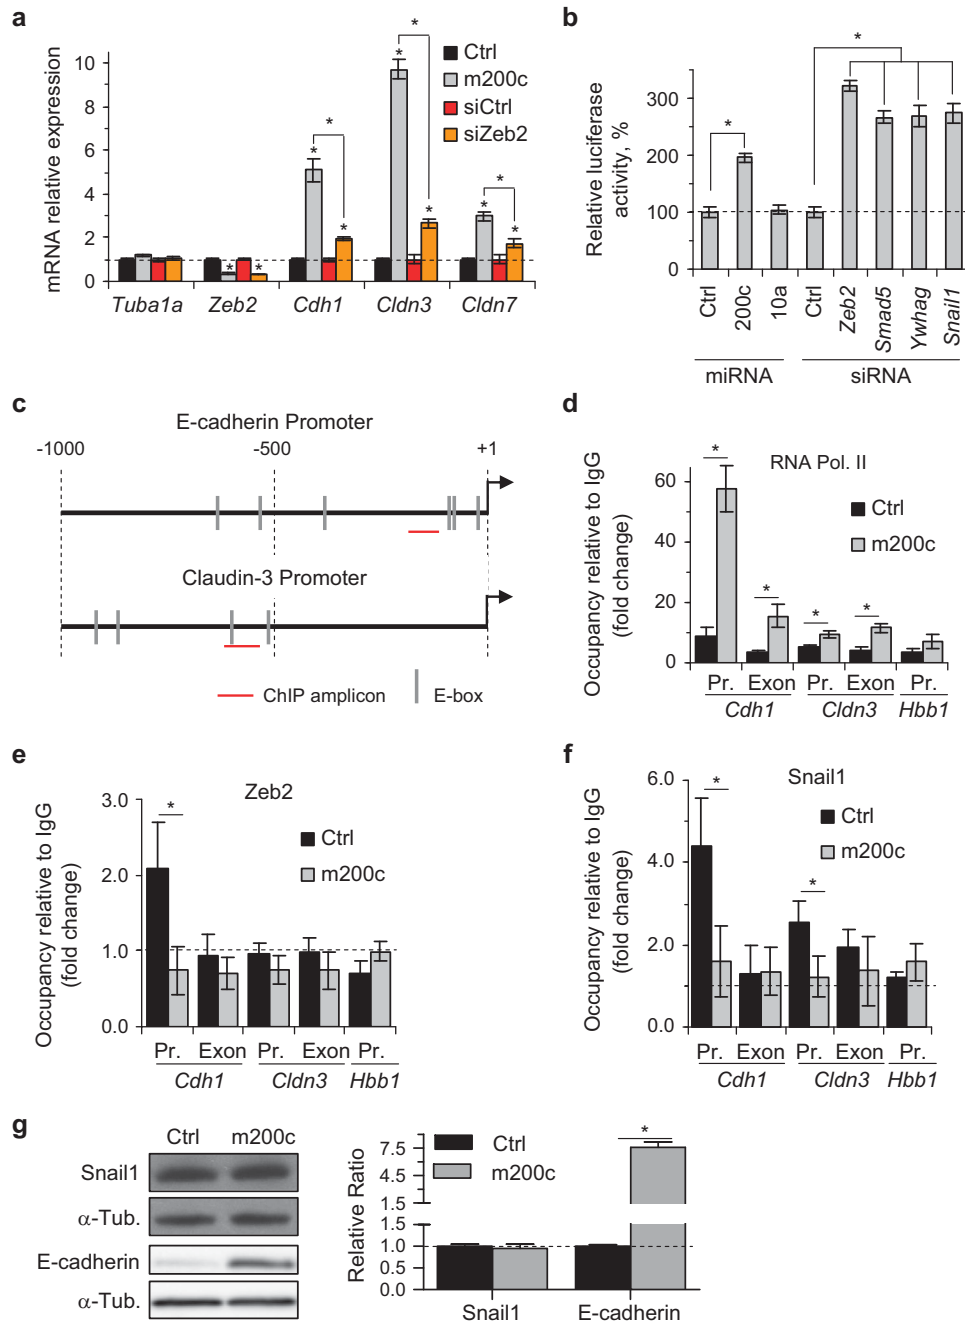 a
mRNA relative expression
10
8
6
4
2
1
0
Ctrl
m200c
siCtrl
siZeb2
* * * * * * * * * * *
Tuba1a Zeb2 Cdh1 Cldn3 Cldn7
b
Relative luciferase
activity, %
300
200
100
0
* *
Ctrl 200c 10a Ctrl Zeb2 Smad5 Ywhag Snail1
miRNA siRNA
c
E-cadherin Promoter
-1000 -500 +1
Claudin-3 Promoter
ChIP amplicon E-box
d
RNA Pol. II
Occupancy relative to IgG
(fold change)
60
40
20
0
Ctrl
m200c
* * * *
Pr. Exon Pr. Exon Pr.
Cdh1 Cldn3 Hbb1
e
Zeb2
Occupancy relative to IgG
(fold change)
3.0
2.0
1.0
0.0
Ctrl
m200c
*
Pr. Exon Pr. Exon Pr.
Cdh1 Cldn3 Hbb1
f
Snail1
Occupancy relative to IgG
(fold change)
6.0
4.0
2.0
0.0
Ctrl
m200c
* *
Pr. Exon Pr. Exon Pr.
Cdh1 Cldn3 Hbb1
g
Ctrl m200c
Snail1
α-Tub.
E-cadherin
α-Tub.
Relative Ratio
7.5
4.5
1.5
1.5
1.0
0.5
0.0
Ctrl
m200c
*
Snail1 E-cadherin